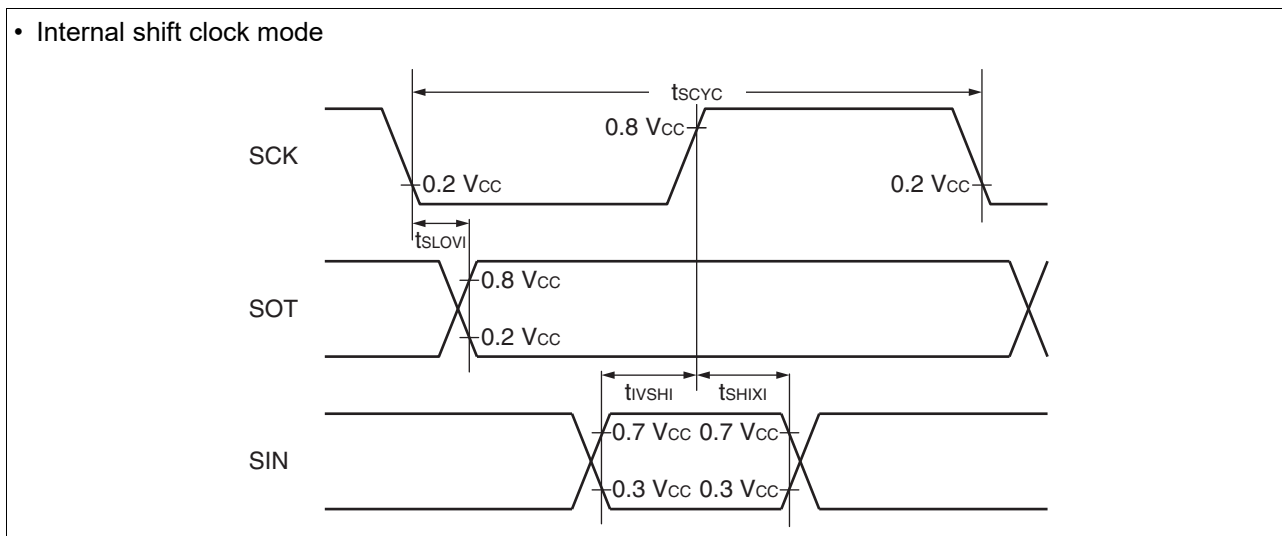 • Internal shift clock mode
tSCYC
0.8 VCC
SCK
0.2 VCC
0.2 VCC
tSLOVI
0.8 VCC
SOT
0.2 VCC
tIVSHI
tSHIXI
0.7 VCC
0.7 VCC
SIN
0.3 VCC
0.3 VCC